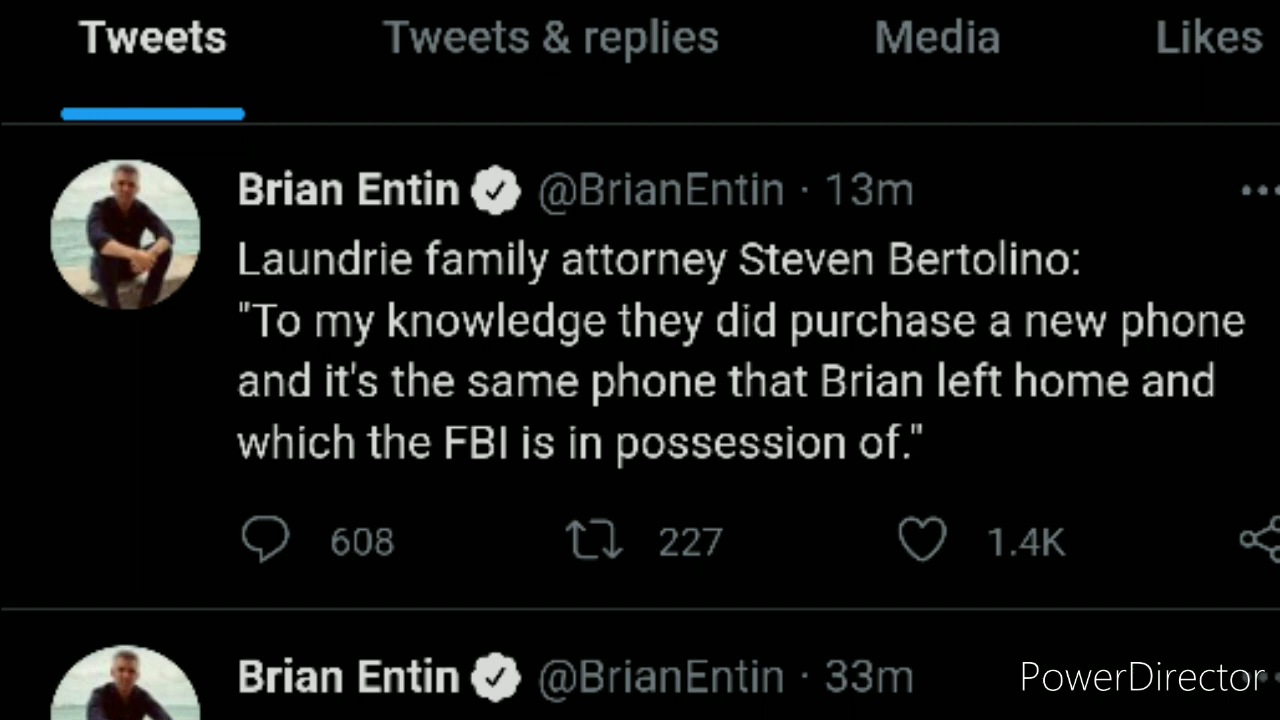 Tweets Tweets & replies Media Likes
Brian Entin @BrianEntin · 13m
Laundrie family attorney Steven Bertolino:
"To my knowledge they did purchase a new phone
and it's the same phone that Brian left home and
which the FBI is in possession of."
608 227 1.4K
Brian Entin @BrianEntin · 33m
PowerDirector